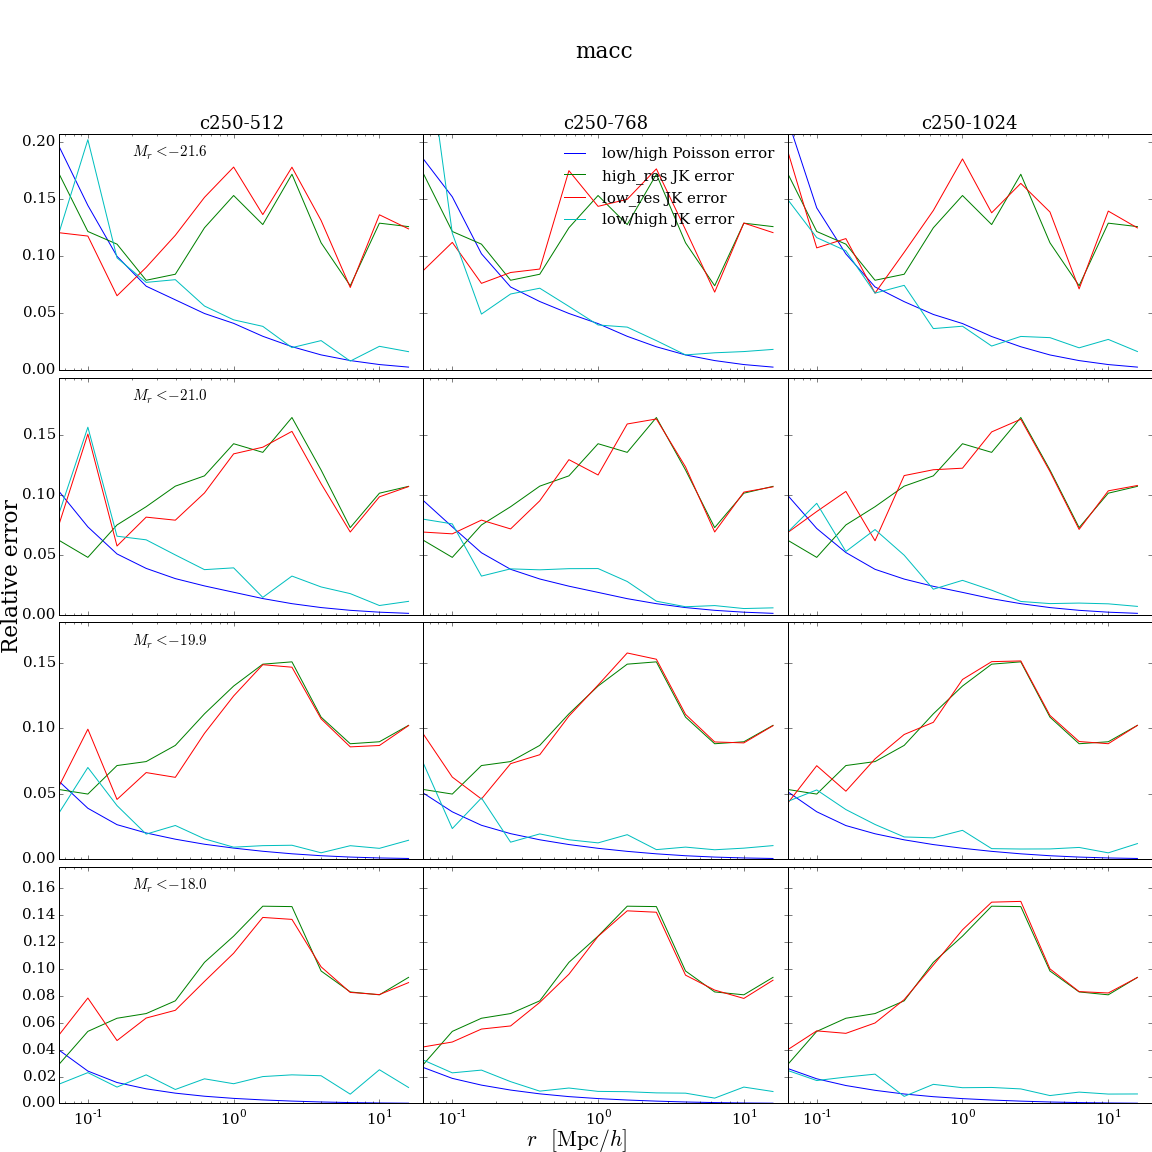 macc
c250-512
c250-768
c250-1024
0.20
0.15
0.10
0.05
0.00
M_r <−21.6
low/high Poisson error
high_res JK error
low_res JK error
low/high JK error
0.15
0.10
0.05
0.00
M_r <−21.0
Relative error
0.15
0.10
0.05
0.00
M_r <−19.9
0.16
0.14
0.12
0.10
0.08
0.06
0.04
0.02
0.00
M_r <−18.0
10^-1 10^0 10^1 10^-1 10^0 10^1 10^-1 10^0 10^1
r [Mpc/h]